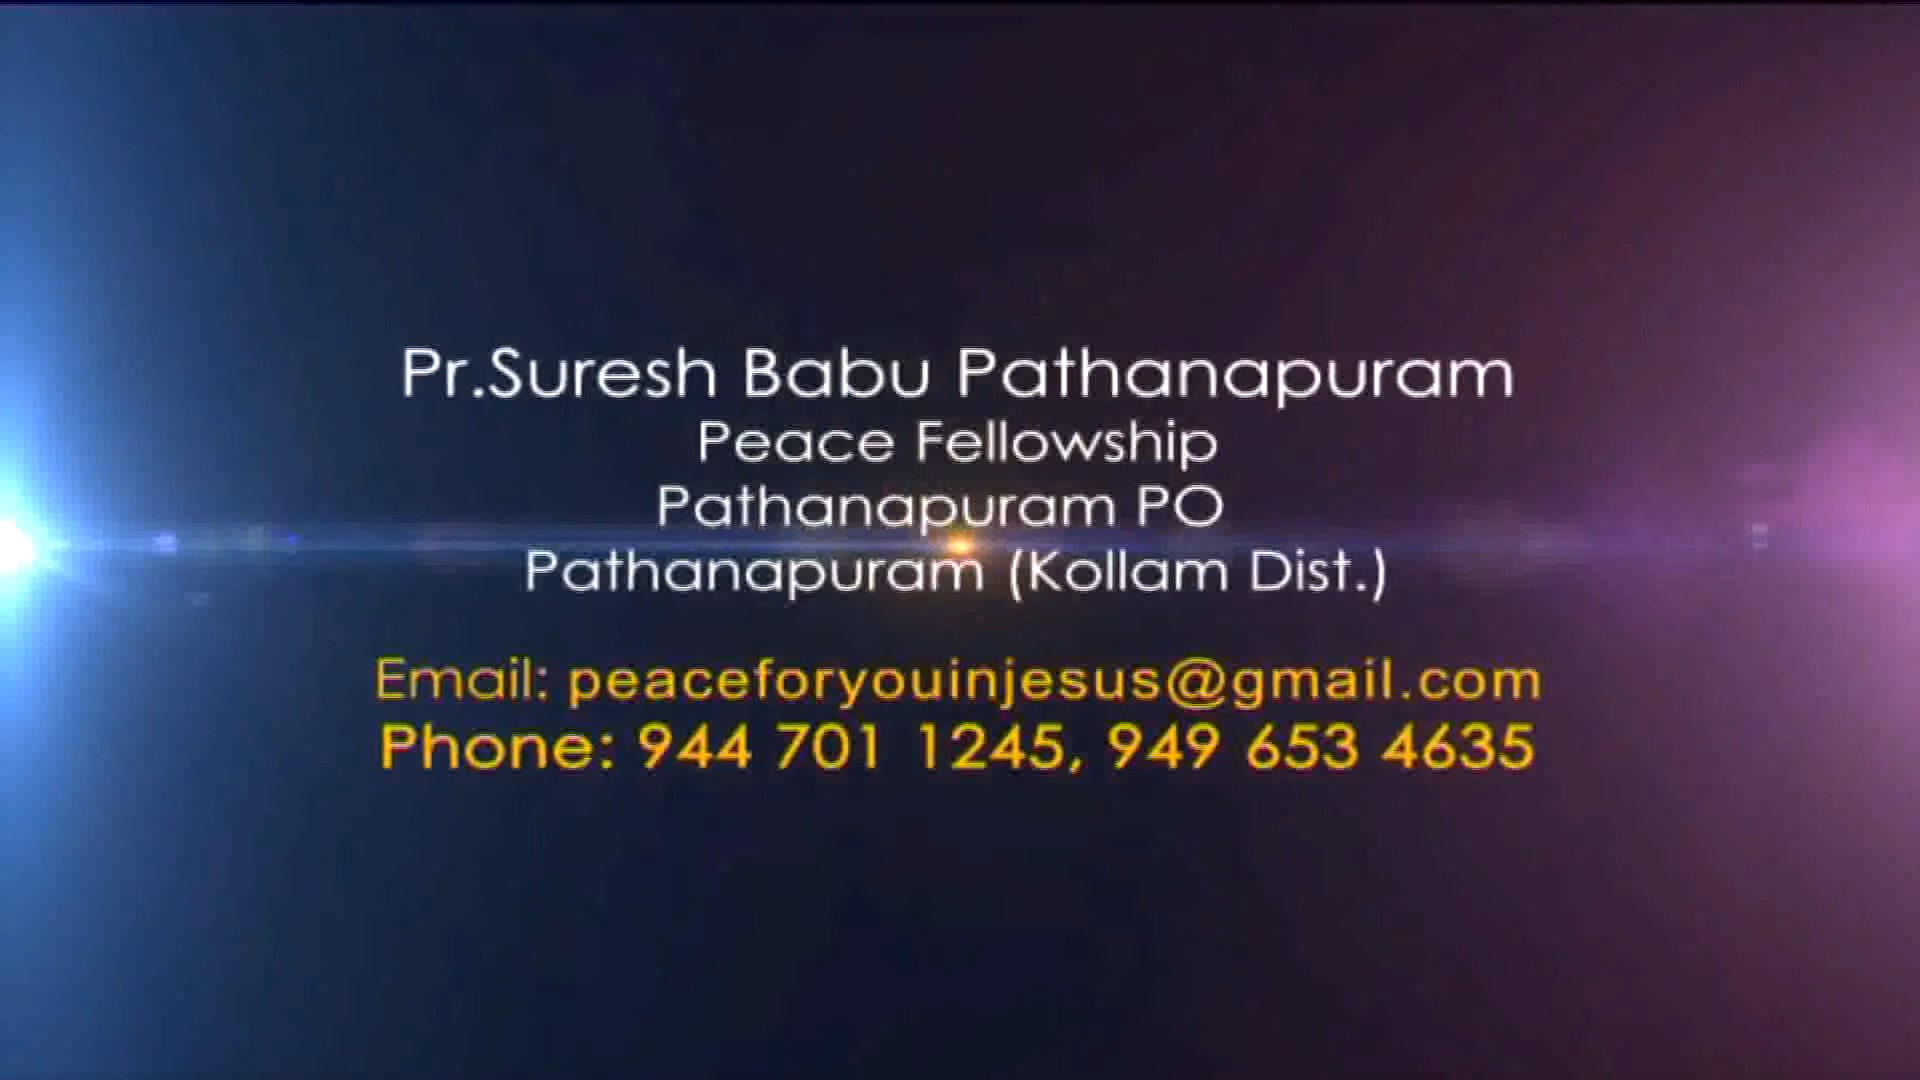 Pr.Suresh Babu Pathanapuram
Peace Fellowship
Pathanapuram PO
Pathanapuram (Kollam Dist.)
Email: peaceforyouinjesus@gmail.com
Phone: 944 701 1245, 949 653 4635